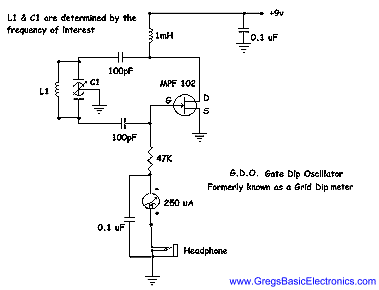 L1 & C1 are determined by the
frequency of interest
+9v
1mH
0.1 uF
100pF
C1
MPF 102
L1
G
D
S
100pF
47K
G.D.O. Gate Dip Oscillator
Formerly known as a Grid Dip meter
-
250 uA
+
0.1 uF
Headphone
www.GregsBasicElectronics.com